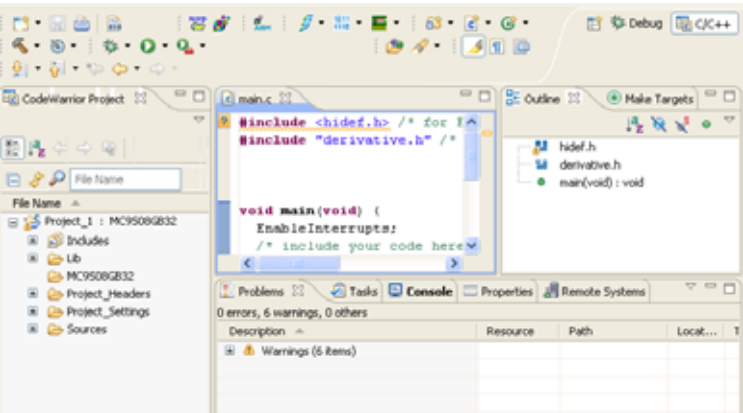 Debug C/C++
CodeWarrior Project
File Name
File Name
Project_1 : MC9S08GB32
Includes
Lib
MC9S08GB32
Project_Headers
Project_Settings
Sources
main.c
#include <hidef.h> /* for
#include "derivative.h" /*
void main(void) {
EnableInterrupts;
/* include your code here
Outline Make Targets
hidef.h
derivative.h
main(void) : void
Problems Tasks Console Properties Remote Systems
0 errors, 6 warnings, 0 others
Description Resource Path Locat... T
Warnings (6 items)